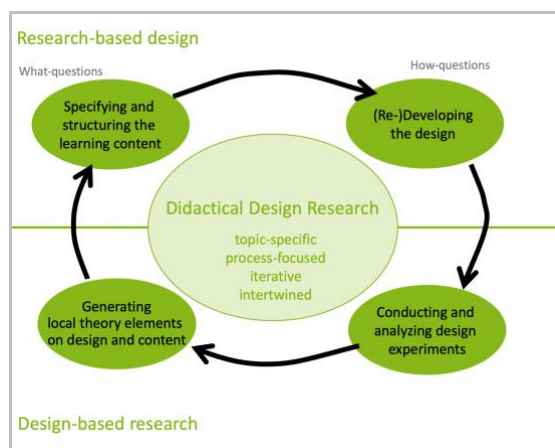 Research-based design
What-questions
How-questions
Specifying and
structuring the
learning content
(Re-)Developing
the design
Didactical Design Research
topic-specific
process-focused
iterative
intertwined
Generating
local theory elements
on design and content
Conducting and
analyzing design
experiments
Design-based research